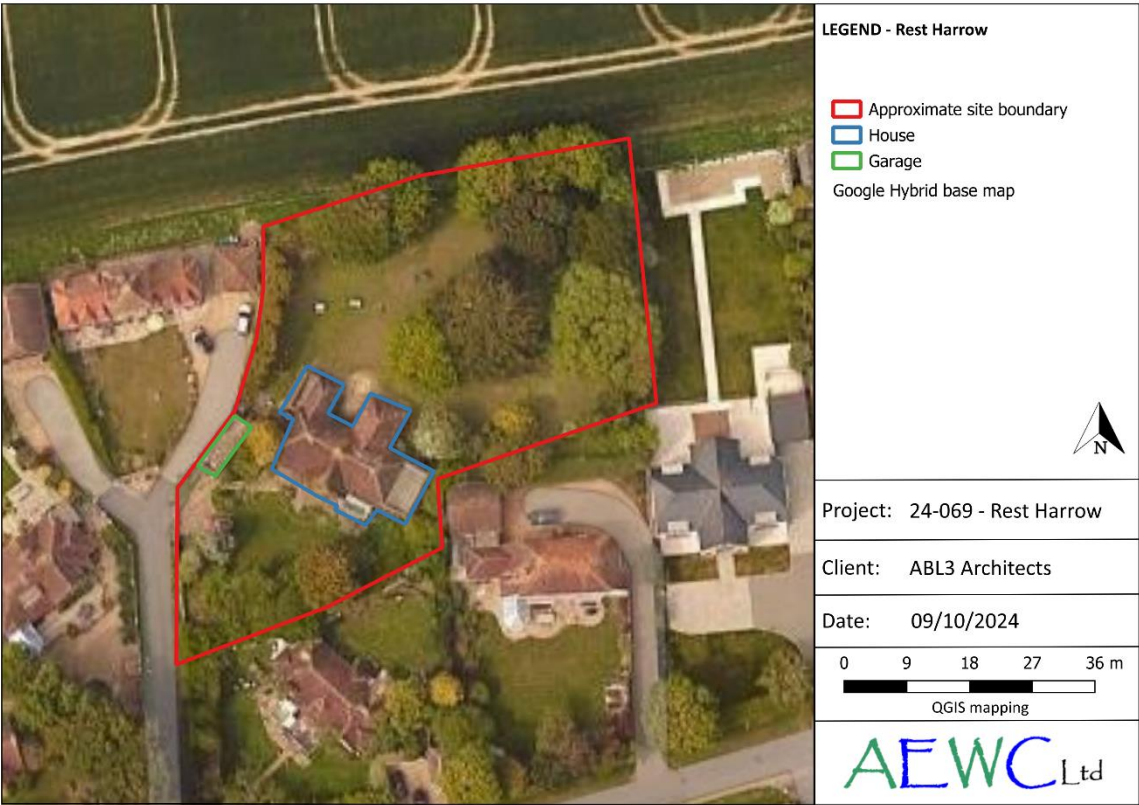 LEGEND - Rest Harrow
Approximate site boundary
House
Garage
Google Hybrid base map
N
Project: 24-069 - Rest Harrow
Client: ABL3 Architects
Date: 09/10/2024
0 9 18 27 36 m
QGIS mapping
AEWC Ltd